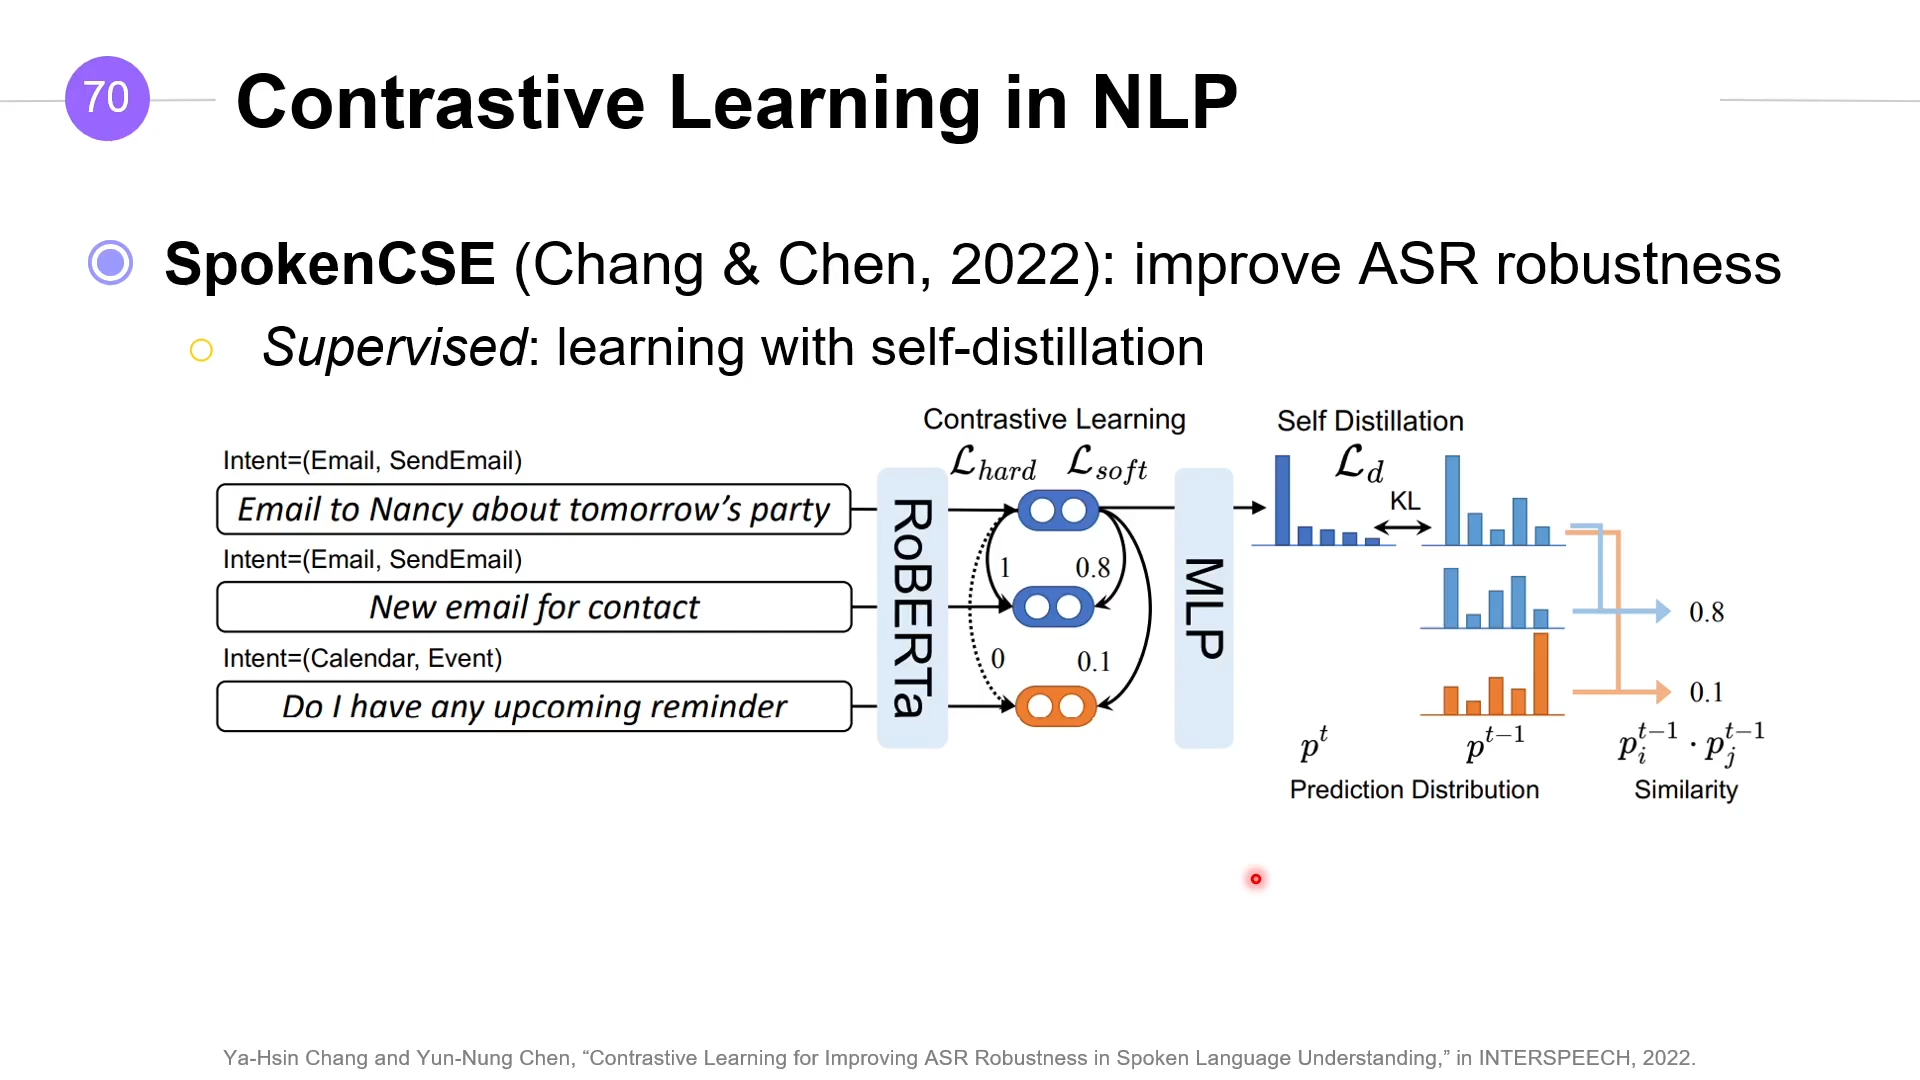 70
Contrastive Learning in NLP
SpokenCSE (Chang & Chen, 2022): improve ASR robustness
Supervised: learning with self-distillation
Contrastive Learning
Self Distillation
ℒhard ℒsoft
ℒd
KL
Intent=(Email, SendEmail)
Email to Nancy about tomorrow’s party
Intent=(Email, SendEmail)
New email for contact
Intent=(Calendar, Event)
Do I have any upcoming reminder
RoBERTa
1 0.8
0 0.1
MLP
0.8
0.1
p^t
p^{t−1}
p_i^{t−1} · p_j^{t−1}
Prediction Distribution
Similarity
Ya-Hsin Chang and Yun-Nung Chen, “Contrastive Learning for Improving ASR Robustness in Spoken Language Understanding,” in INTERSPEECH, 2022.